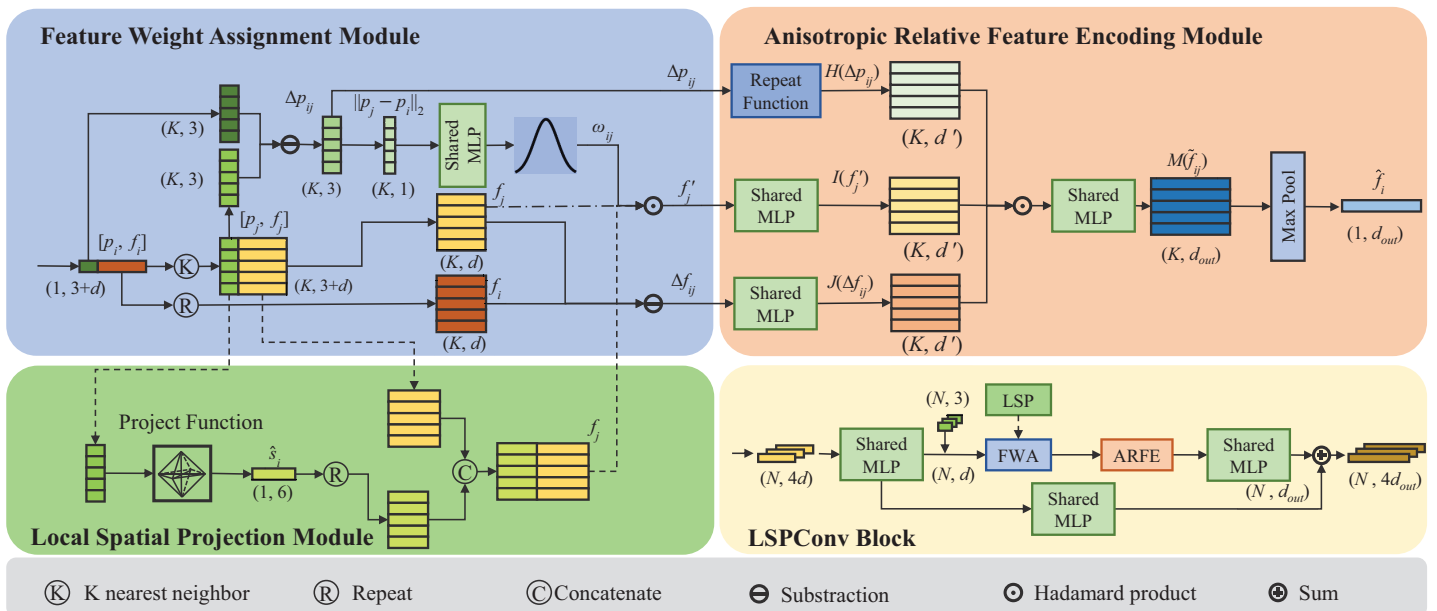 Feature Weight Assignment Module
(K, 3)
(K, 3)
Δp_ij
||p_j − p_i||_2
(K, 3)
(K, 1)
Shared
MLP
ω_ij
[p_i, f_i]
(1, 3+d)
K
R
[p_j, f_j]
(K, 3+d)
f_j
(K, d)
f_i
(K, d)
Anisotropic Relative Feature Encoding Module
Δp_ij
Repeat
Function
H(Δp_ij)
(K, d')
f_j'
Shared
MLP
I(f_j')
(K, d')
Δf_ij
Shared
MLP
J(Δf_ij)
(K, d')
Shared
MLP
M(f̃_ij)
(K, d_out)
Max Pool
f̂_i
(1, d_out)
Project Function
ŝ_i
(1, 6)
R
C
f_j
Local Spatial Projection Module
(N, 4d)
Shared
MLP
(N, 3)
(N, d)
LSP
FWA
ARFE
Shared
MLP
(N, d_out)
(N, 4d_out)
Shared
MLP
LSPConv Block
K K nearest neighbor
R Repeat
C Concatenate
Substraction
Hadamard product
Sum